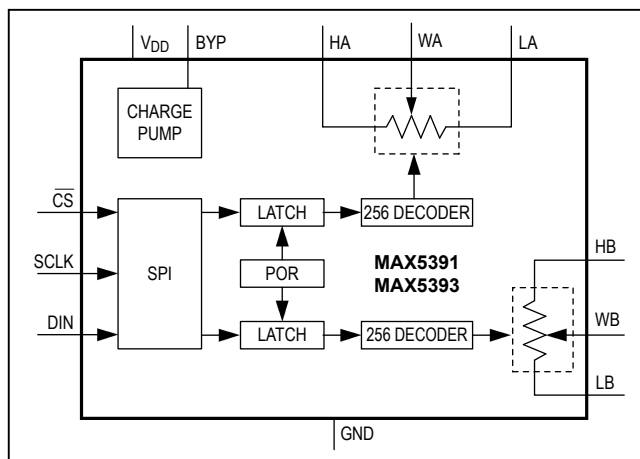 VDD BYP HA WA LA
CHARGE
PUMP
CS
LATCH
256 DECODER
SCLK
SPI
POR
MAX5391
MAX5393
HB
DIN
LATCH
256 DECODER
WB
LB
GND